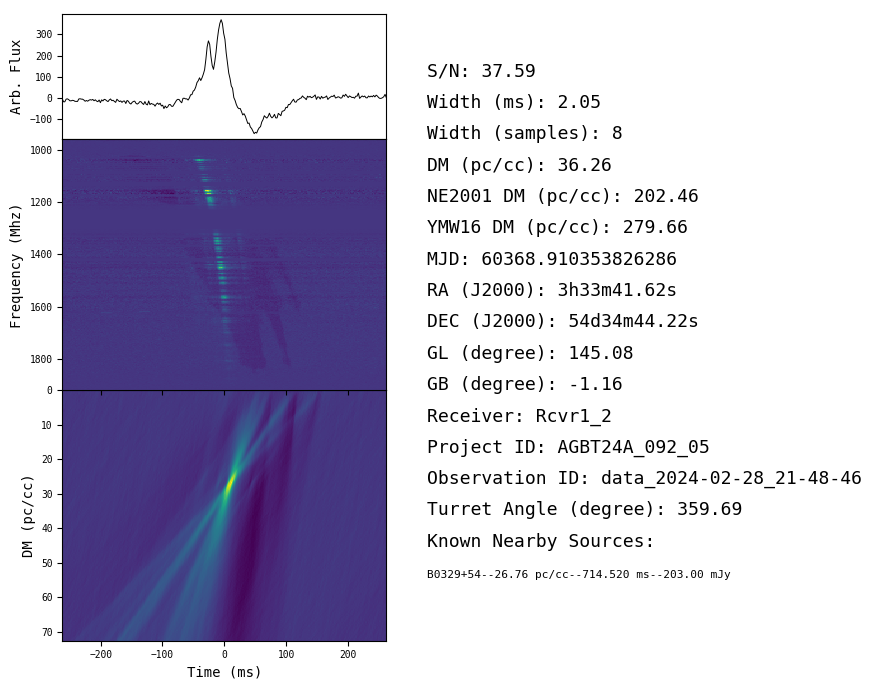 Arb. Flux
300
200
100
0
−100
Frequency (Mhz)
1000
1200
1400
1600
1800
DM (pc/cc)
0
10
20
30
40
50
60
70
−200 −100 0 100 200
Time (ms)
S/N: 37.59
Width (ms): 2.05
Width (samples): 8
DM (pc/cc): 36.26
NE2001 DM (pc/cc): 202.46
YMW16 DM (pc/cc): 279.66
MJD: 60368.910353826286
RA (J2000): 3h33m41.62s
DEC (J2000): 54d34m44.22s
GL (degree): 145.08
GB (degree): -1.16
Receiver: Rcvr1_2
Project ID: AGBT24A_092_05
Observation ID: data_2024-02-28_21-48-46
Turret Angle (degree): 359.69
Known Nearby Sources:
B0329+54--26.76 pc/cc--714.520 ms--203.00 mJy